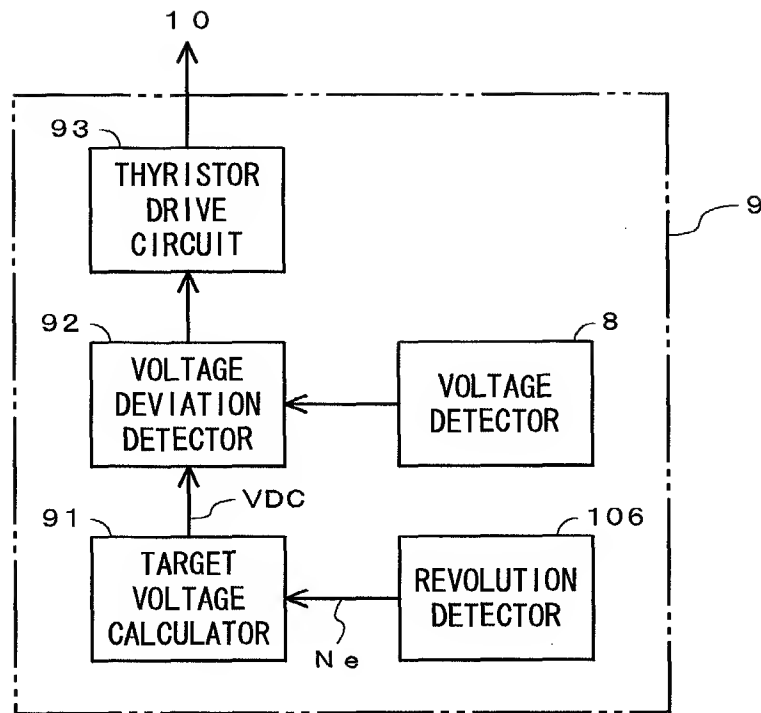 10
93
THYRISTOR
DRIVE
CIRCUIT
9
92
VOLTAGE
DEVIATION
DETECTOR
8
VOLTAGE
DETECTOR
VDC
91
TARGET
VOLTAGE
CALCULATOR
106
REVOLUTION
DETECTOR
Ne